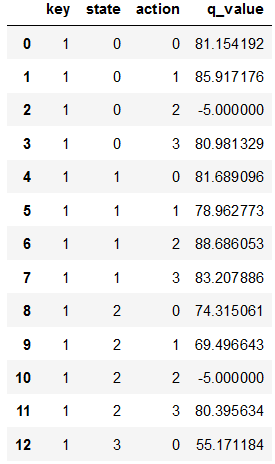 key state action q_value
0 1 0 0 81.154192
1 1 0 1 85.917176
2 1 0 2 -5.000000
3 1 0 3 80.981329
4 1 1 0 81.689096
5 1 1 1 78.962773
6 1 1 2 88.686053
7 1 1 3 83.207886
8 1 2 0 74.315061
9 1 2 1 69.496643
10 1 2 2 -5.000000
11 1 2 3 80.395634
12 1 3 0 55.171184